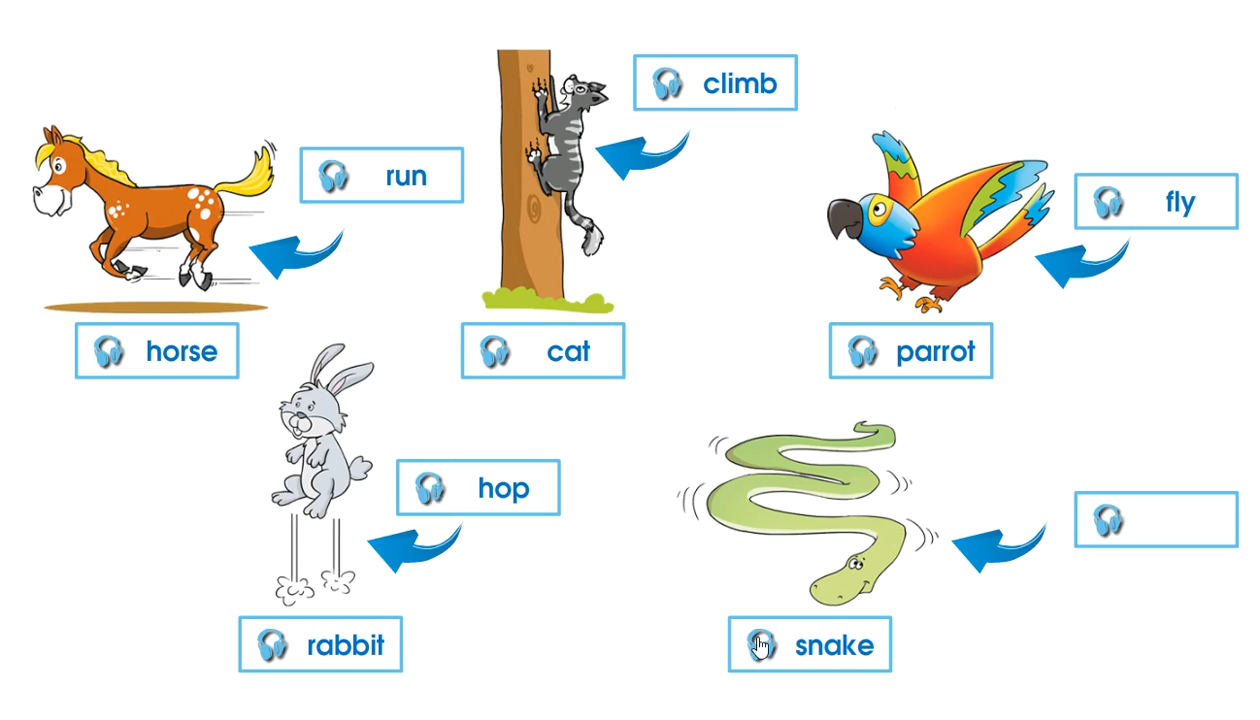 climb
run
fly
horse
cat
parrot
hop
rabbit
snake